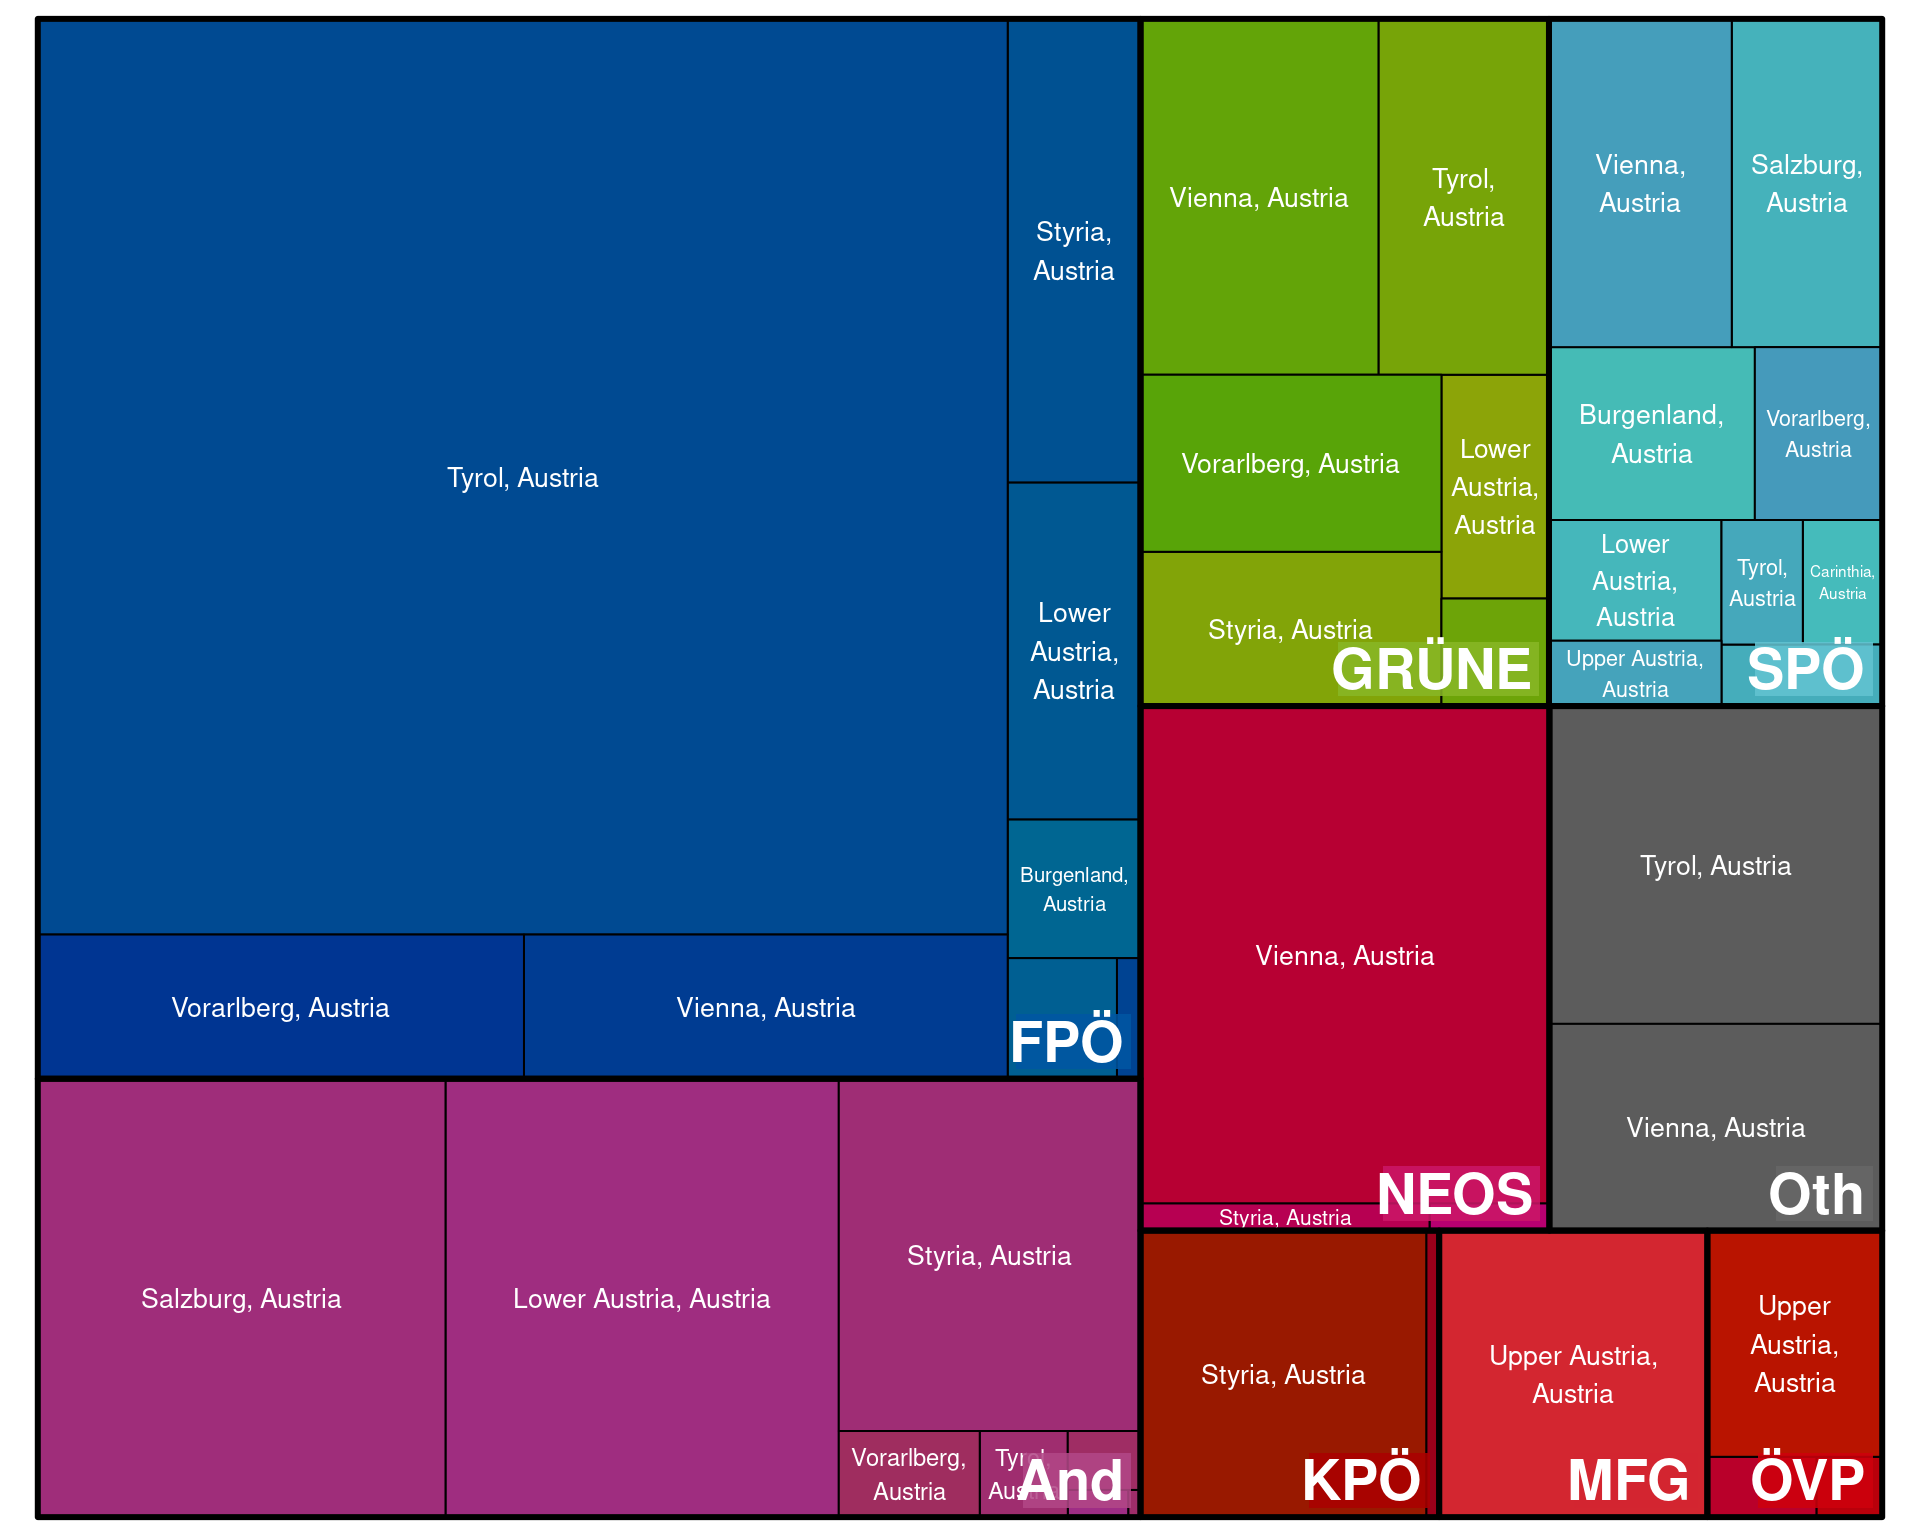 Tyrol, Austria
Styria,
Austria
Lower
Austria,
Austria
Burgenland,
Austria
Vorarlberg, Austria
Vienna, Austria
FPÖ
Salzburg, Austria
Lower Austria, Austria
Styria, Austria
Vorarlberg,
Austria
Tyrol,
Austria
And
Vienna, Austria
Tyrol,
Austria
Vorarlberg, Austria
Lower
Austria,
Austria
Styria, Austria
GRÜNE
Vienna,
Austria
Salzburg,
Austria
Burgenland,
Austria
Vorarlberg,
Austria
Lower
Austria,
Austria
Tyrol,
Austria
Carinthia,
Austria
Upper Austria,
Austria
SPÖ
Vienna, Austria
Styria, Austria
NEOS
Tyrol, Austria
Vienna, Austria
Oth
Styria, Austria
KPÖ
Upper Austria,
Austria
MFG
Upper
Austria,
Austria
ÖVP